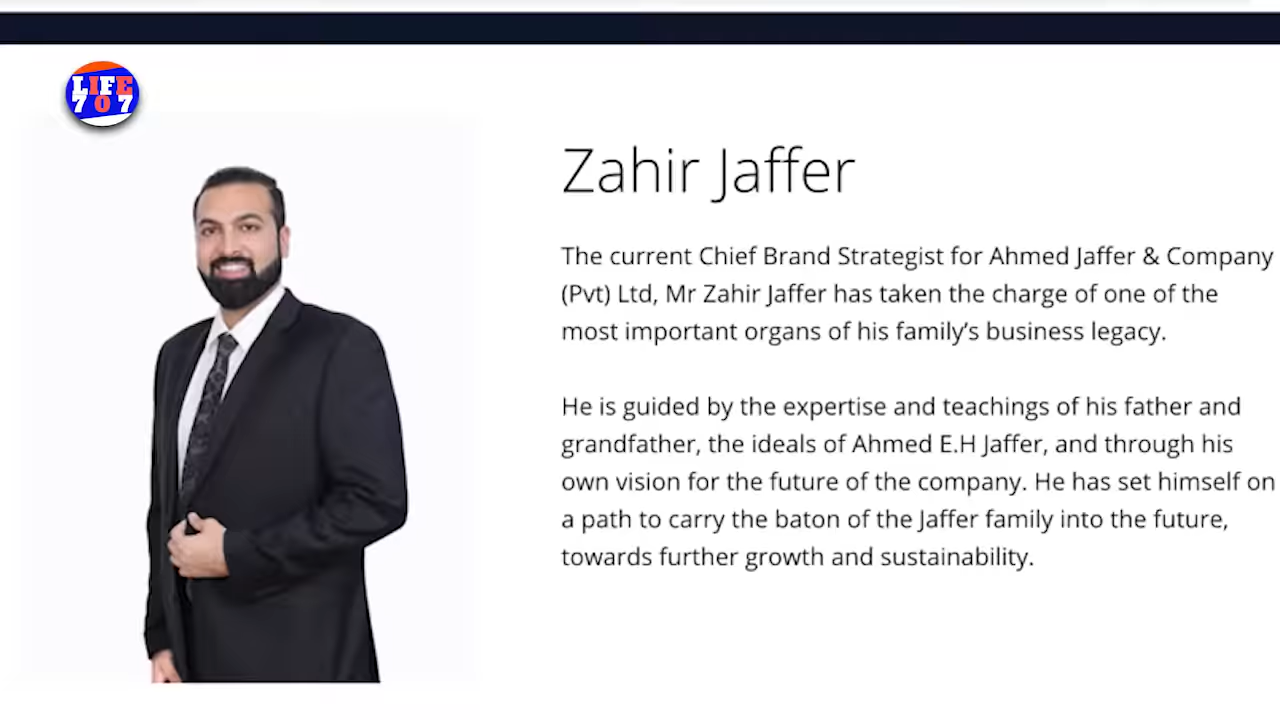 LIFE
707
Zahir Jaffer
The current Chief Brand Strategist for Ahmed Jaffer & Company
(Pvt) Ltd, Mr Zahir Jaffer has taken the charge of one of the
most important organs of his family’s business legacy.
He is guided by the expertise and teachings of his father and
grandfather, the ideals of Ahmed E.H Jaffer, and through his
own vision for the future of the company. He has set himself on
a path to carry the baton of the Jaffer family into the future,
towards further growth and sustainability.